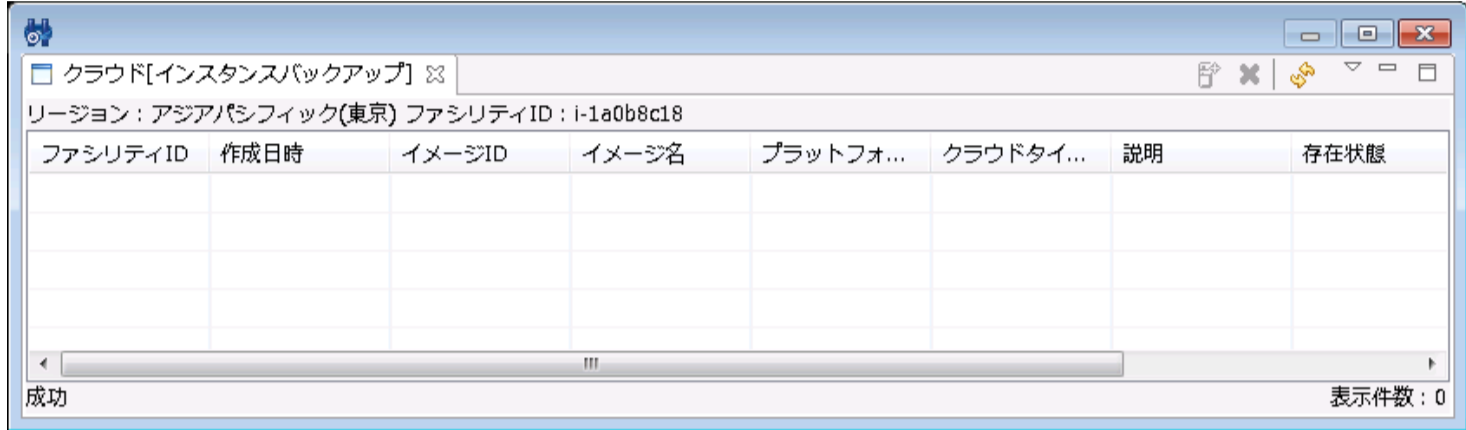 クラウド[インスタンスバックアップ]
リージョン：アジアパシフィック(東京) ファシリティID：i-1a0b8c18
ファシリティID 作成日時 イメージID イメージ名 プラットフォ... クラウドタイ... 説明 存在状態
成功 表示件数：0